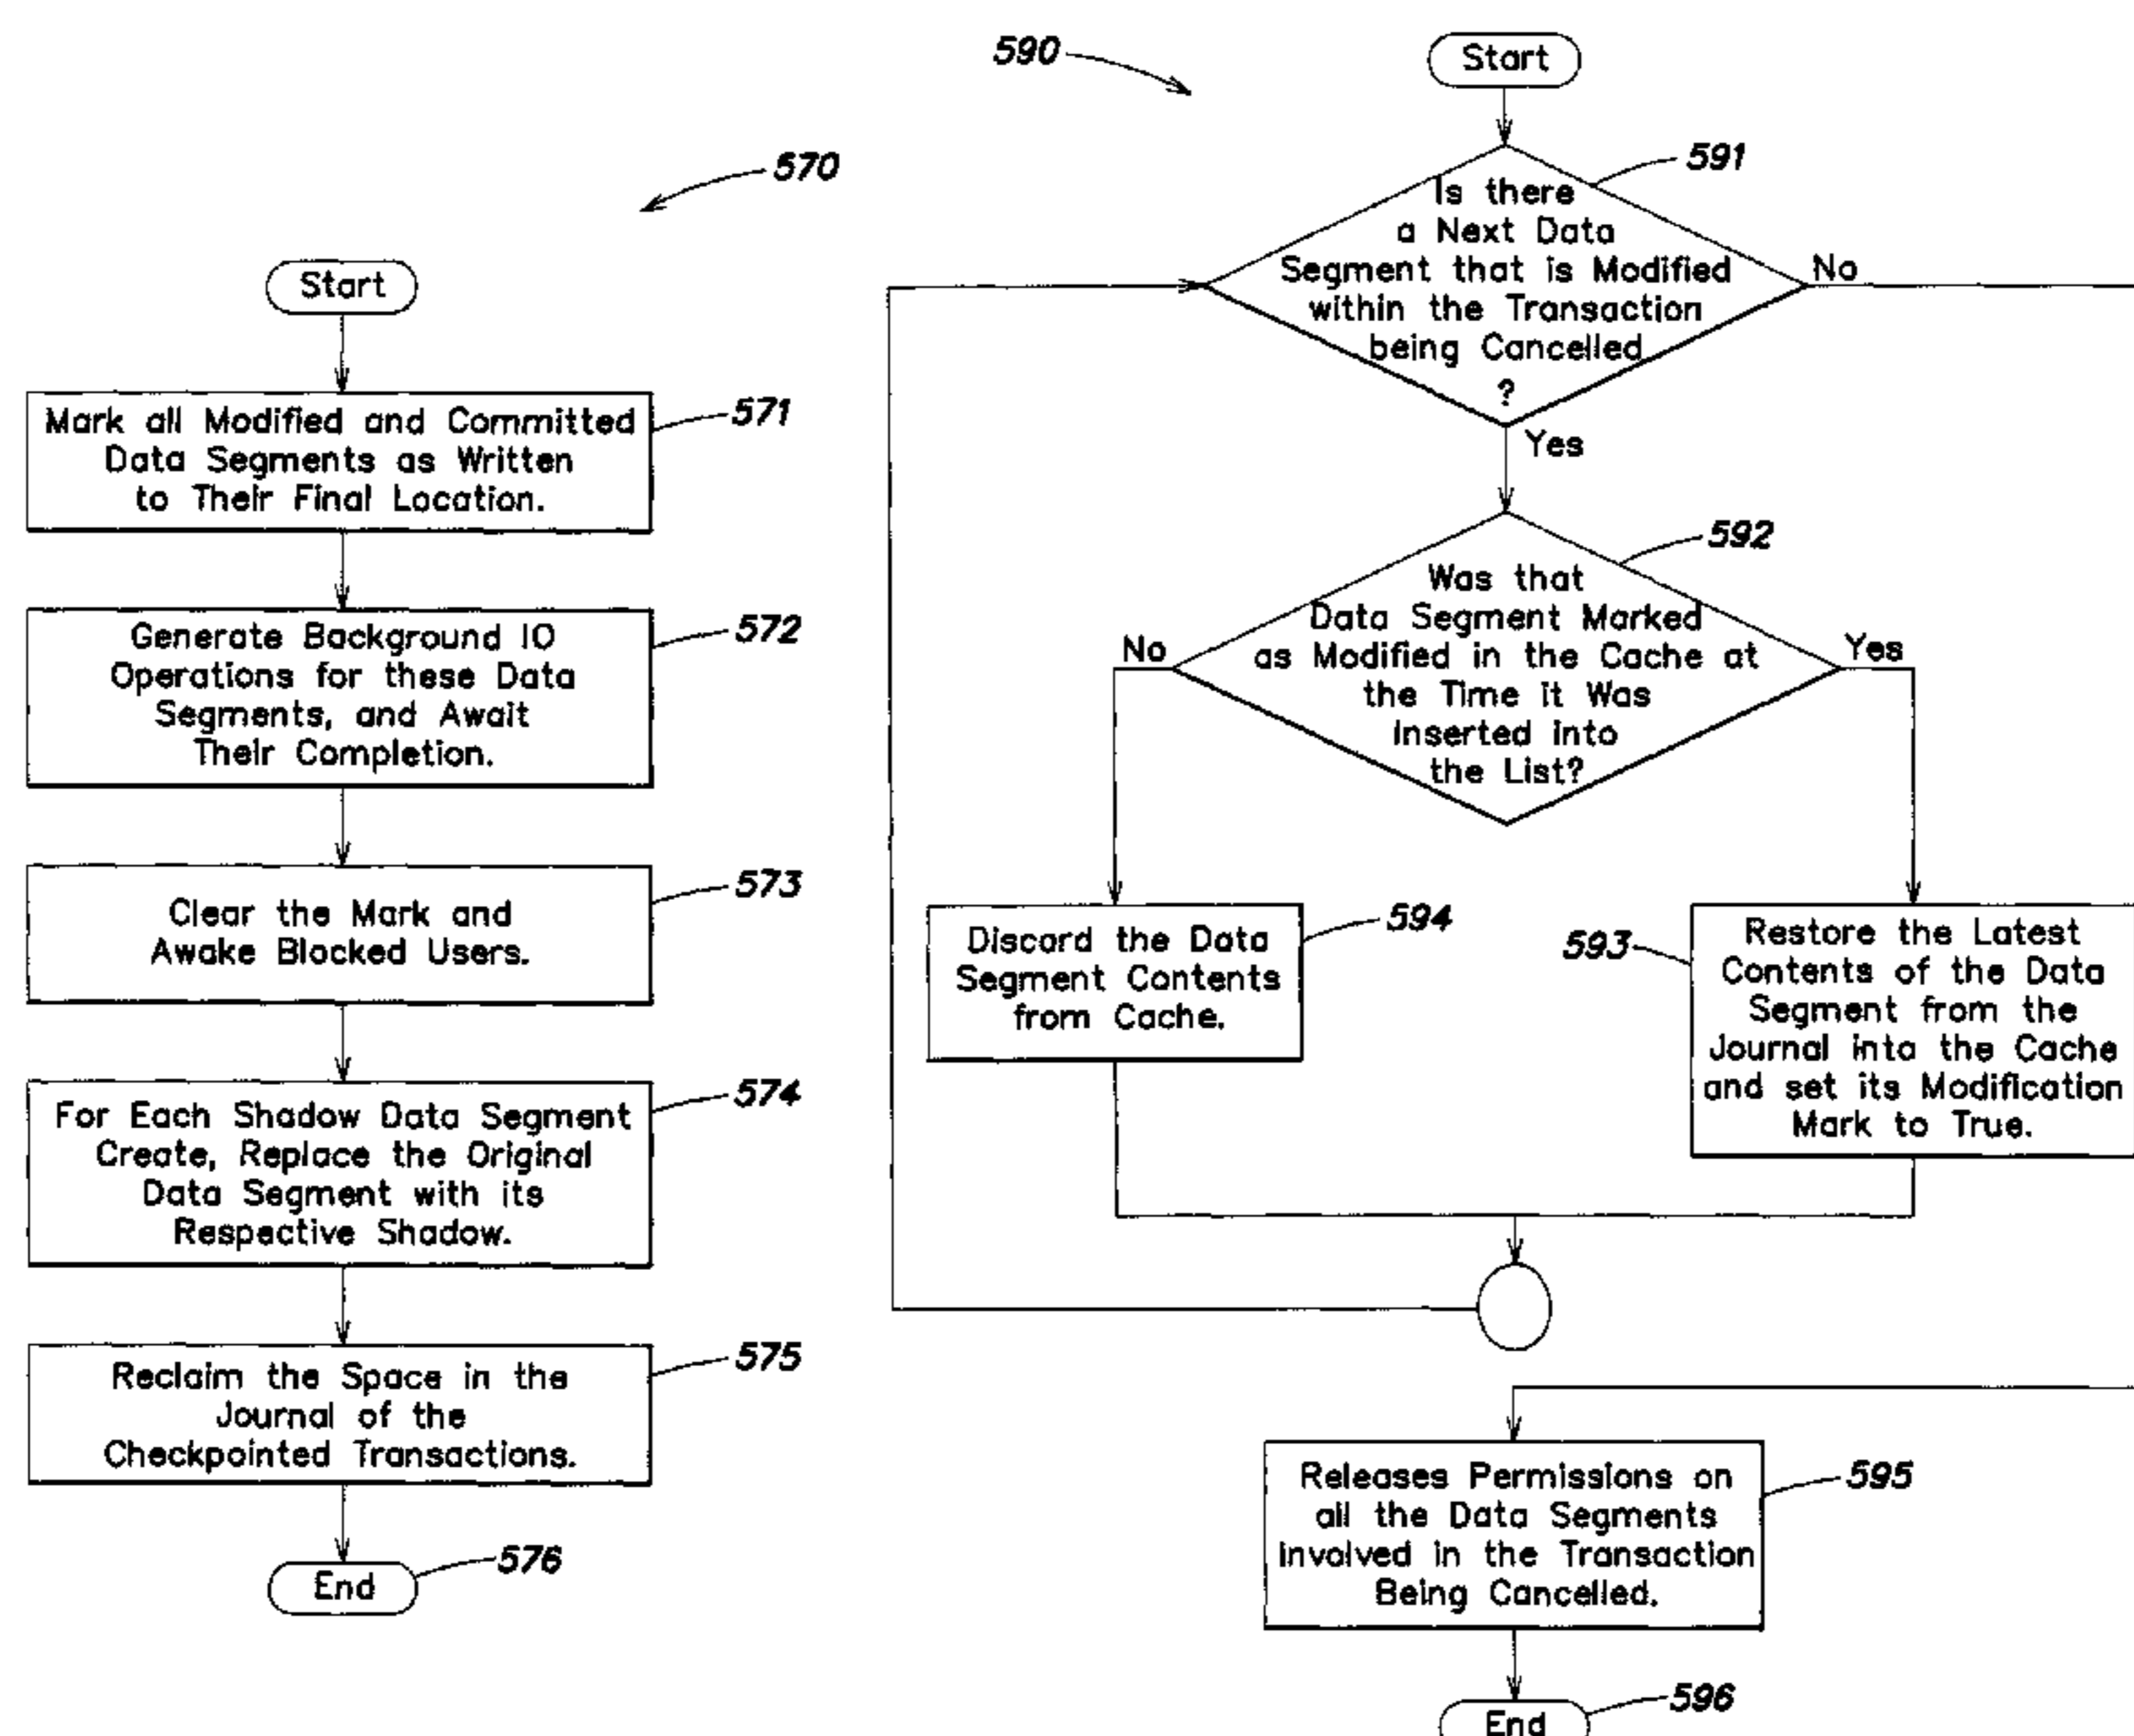 570
Start
Mark all Modified and Committed
Data Segments as Written
to Their Final Location.
571
Generate Background IO
Operations for these Data
Segments, and Await
Their Completion.
572
Clear the Mark and
Awake Blocked Users.
573
For Each Shadow Data Segment
Create, Replace the Original
Data Segment with its
Respective Shadow.
574
Reclaim the Space in the
Journal of the
Checkpointed Transactions.
575
End
576
590
Start
Is there
a Next Data
Segment that is Modified
within the Transaction
being Cancelled
?
591
No
Yes
Was that
Data Segment Marked
as Modified in the Cache at
the Time it Was
Inserted into
the List?
592
No
Yes
Discard the Data
Segment Contents
from Cache.
594
593
Restore the Latest
Contents of the Data
Segment from the
Journal into the Cache
and set its Modification
Mark to True.
Releases Permissions on
all the Data Segments
Involved in the Transaction
Being Cancelled.
595
End
596